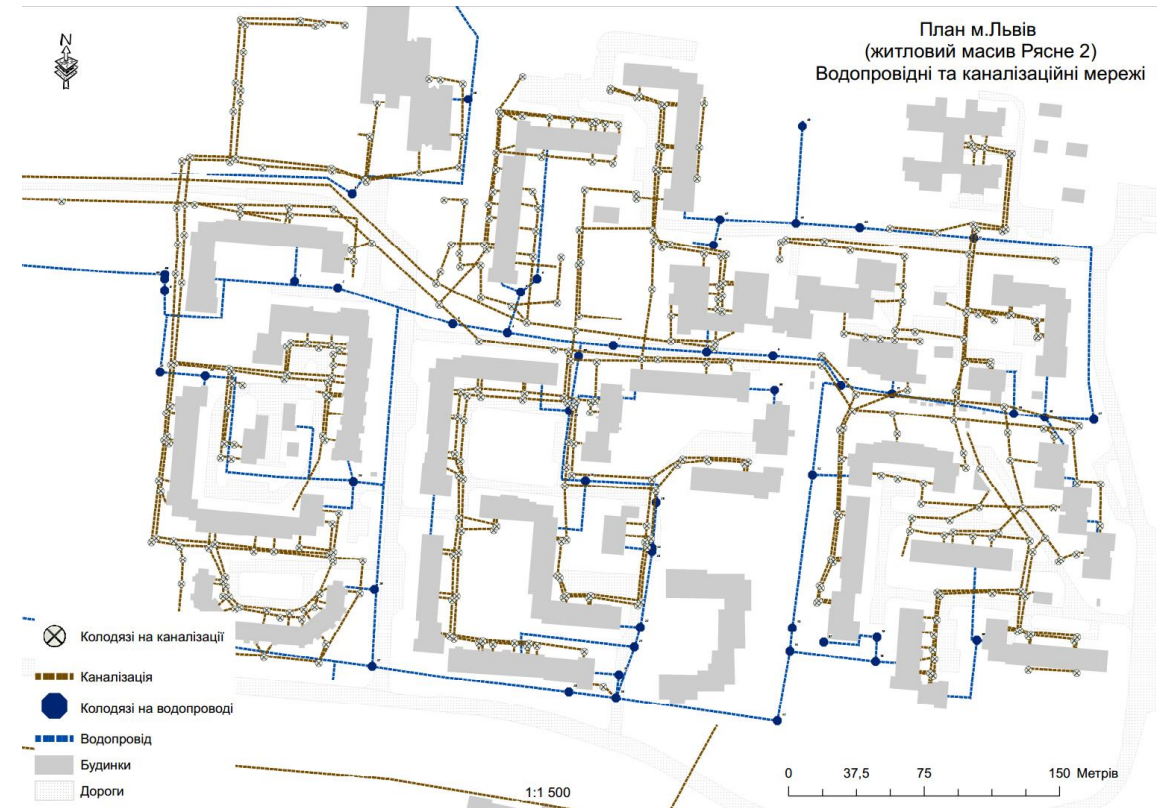 N
План м.Львів
(житловий масив Рясне 2)
Водопровідні та каналізаційні мережі
Колодязі на каналізації
Каналізація
Колодязі на водопроводі
Водопровід
Будинки
Дороги
1:1 500
0 37,5 75 150 Метрів